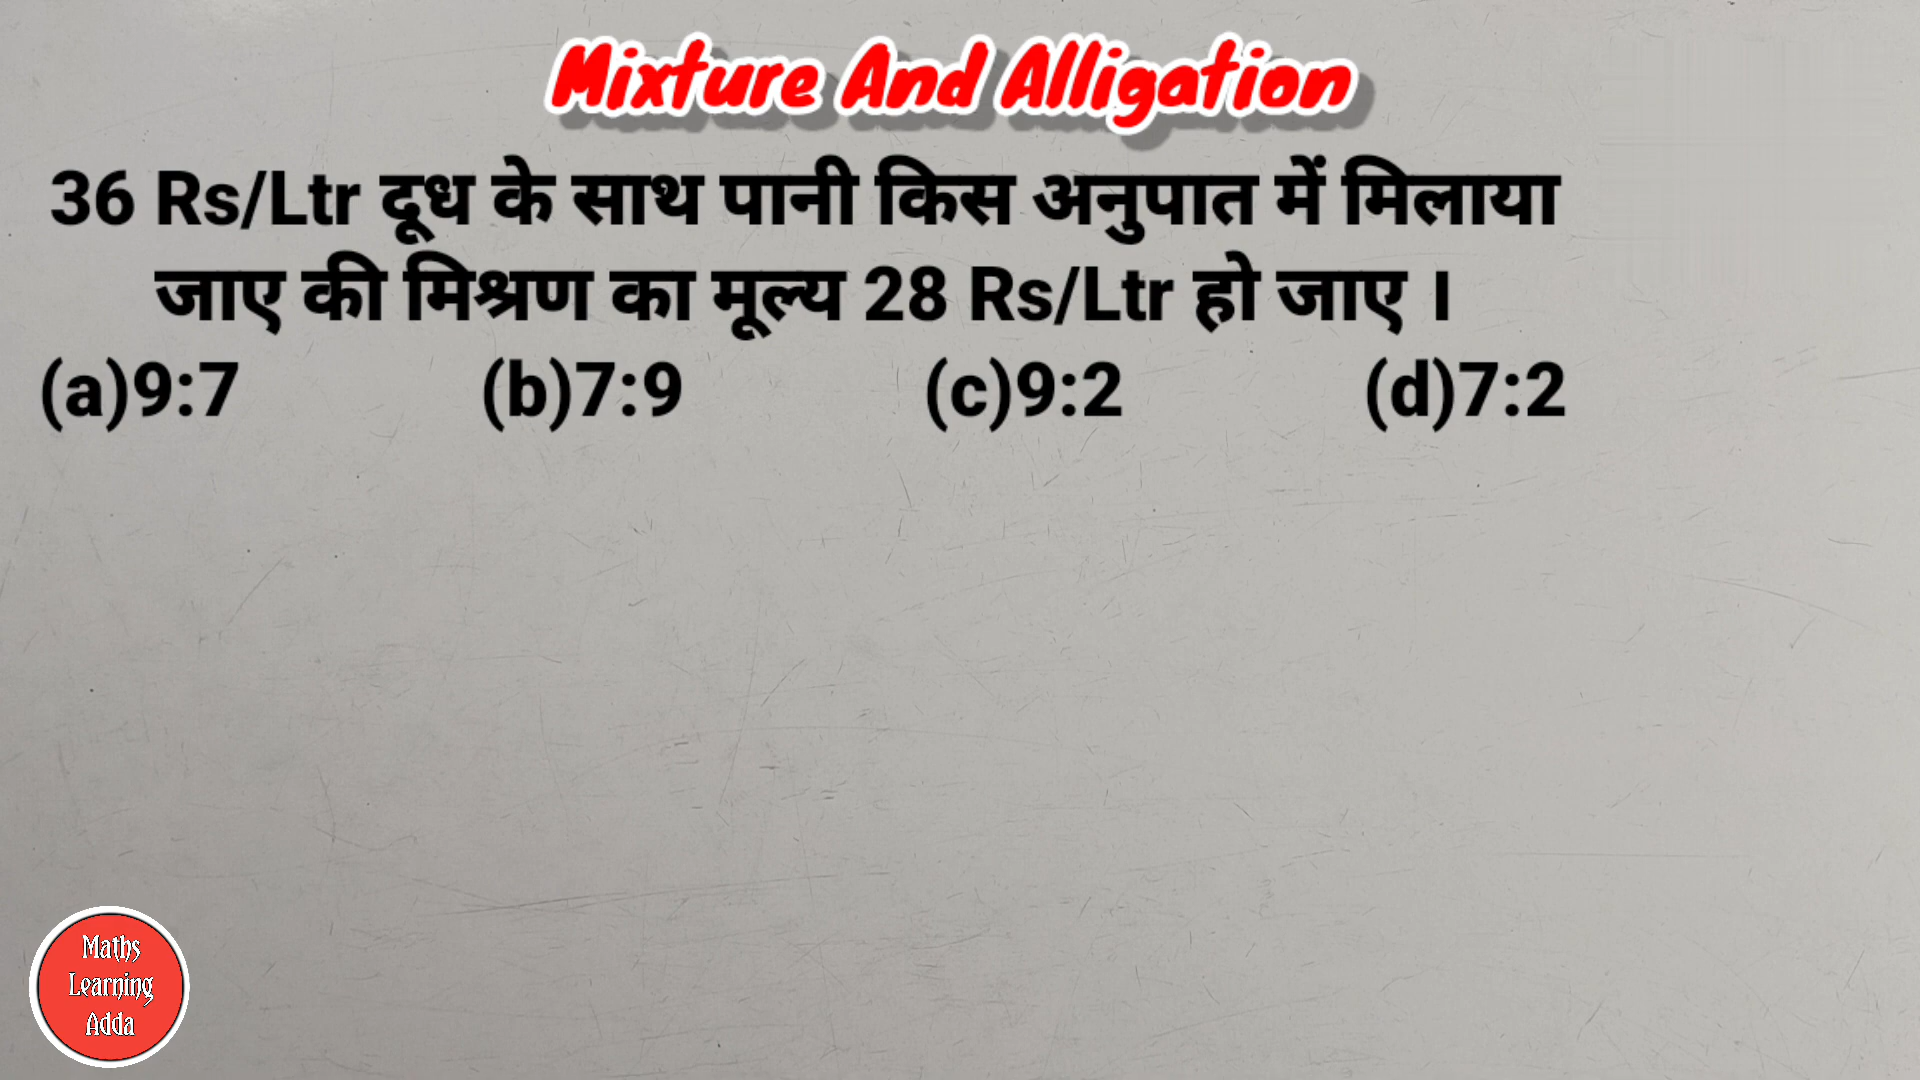 Mixture And Alligation
36 Rs/Ltr दूध के साथ पानी किस अनुपात में मिलाया
जाए की मिश्रण का मूल्य 28 Rs/Ltr हो जाए ।
(a)9:7 (b)7:9 (c)9:2 (d)7:2
Maths
Learning
Adda